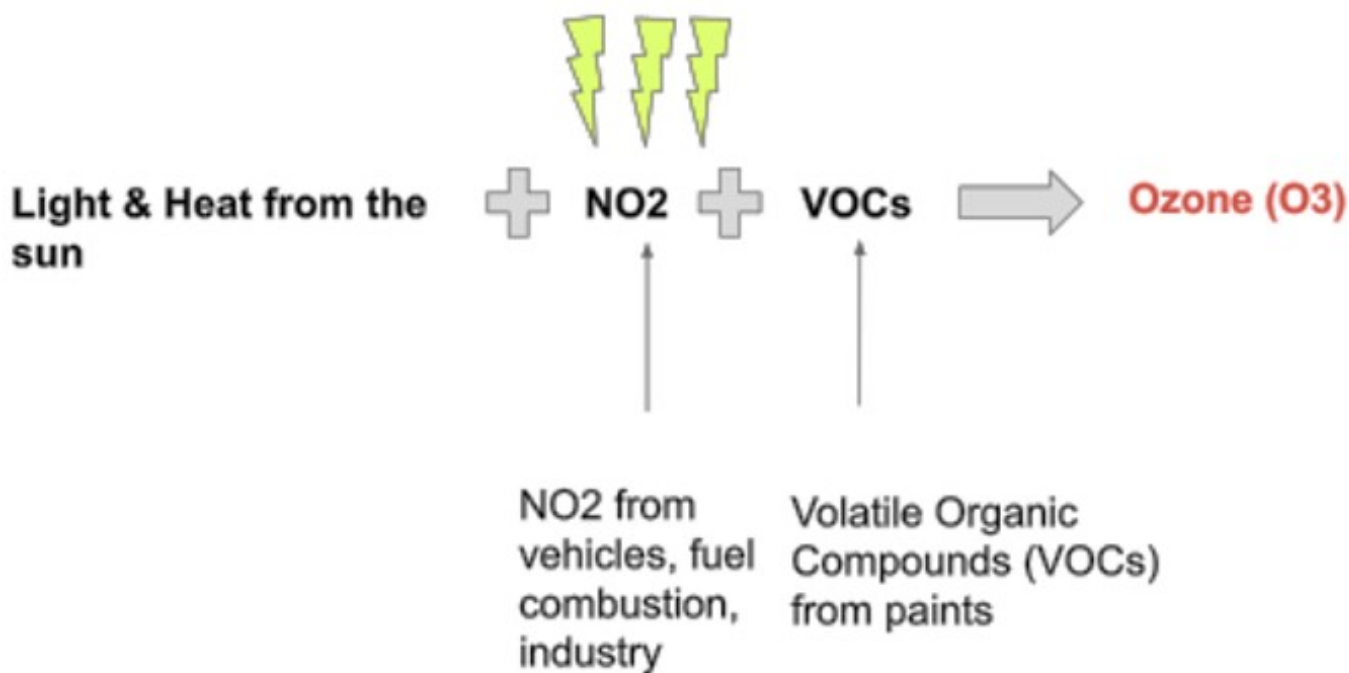 Light & Heat from the
sun
NO2
VOCs
Ozone (O3)
NO2 from
vehicles, fuel
combustion,
industry
Volatile Organic
Compounds (VOCs)
from paints